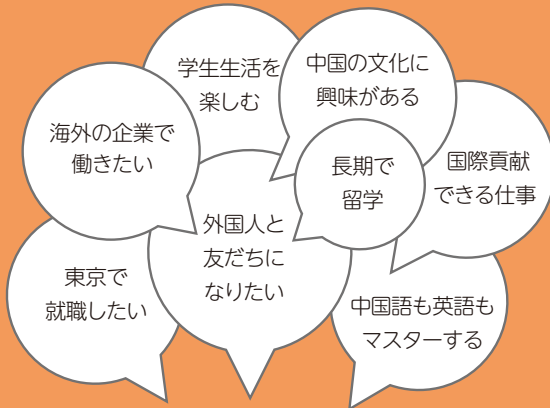 学生生活を
楽しむ
中国の文化に
興味がある
海外の企業で
働きたい
長期で
留学
国際貢献
できる仕事
外国人と
友だちに
なりたい
東京で
就職したい
中国語も英語も
マスターする